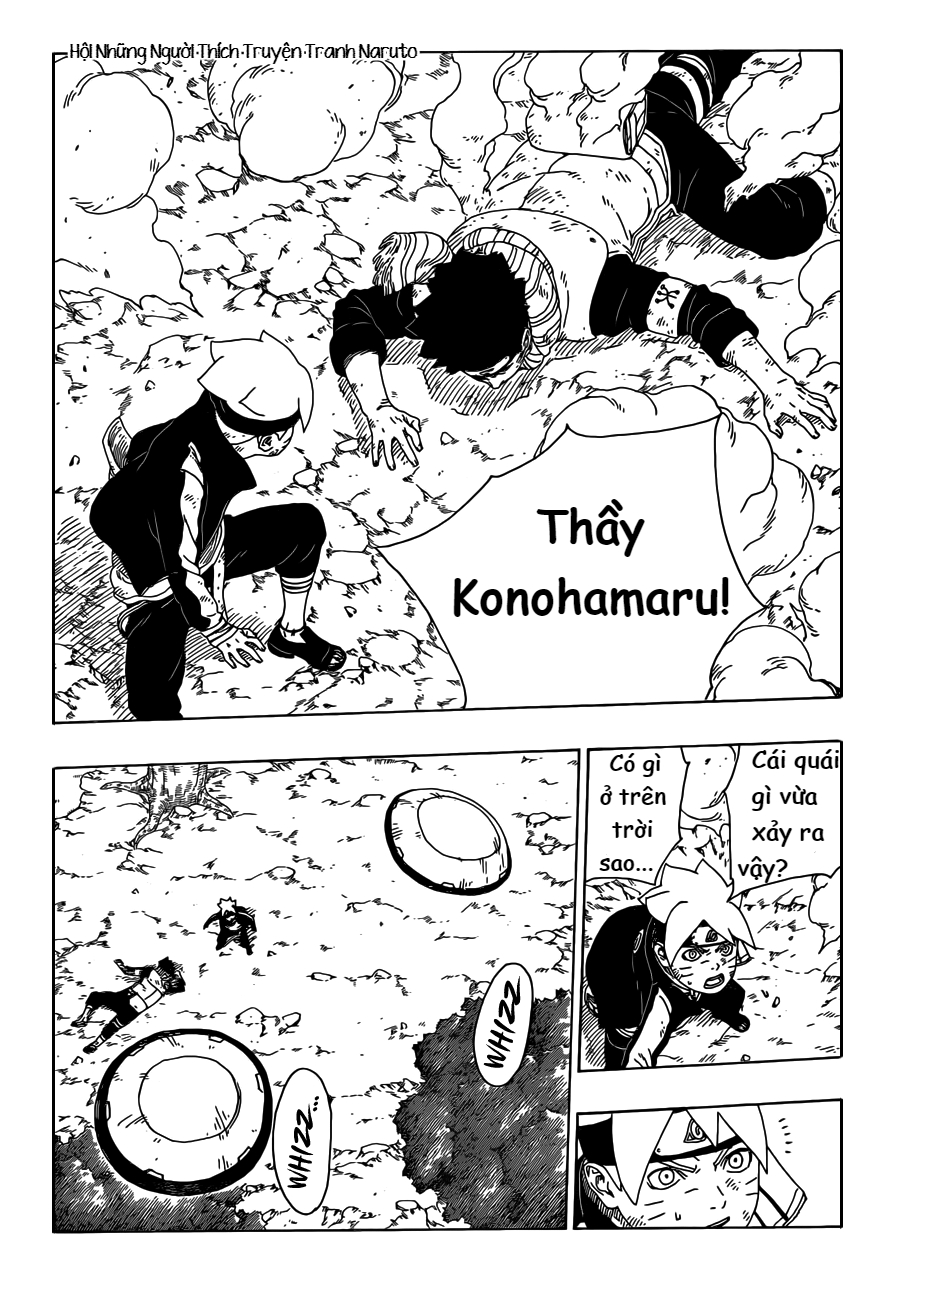 Hội Những Người Thích Truyện Tranh Naruto
Thầy
Konohamaru!
Cái quái
gì vừa
xảy ra
vậy?
Có gì
ở trên
trời
sao...
WHIZZ
WHIZZ...